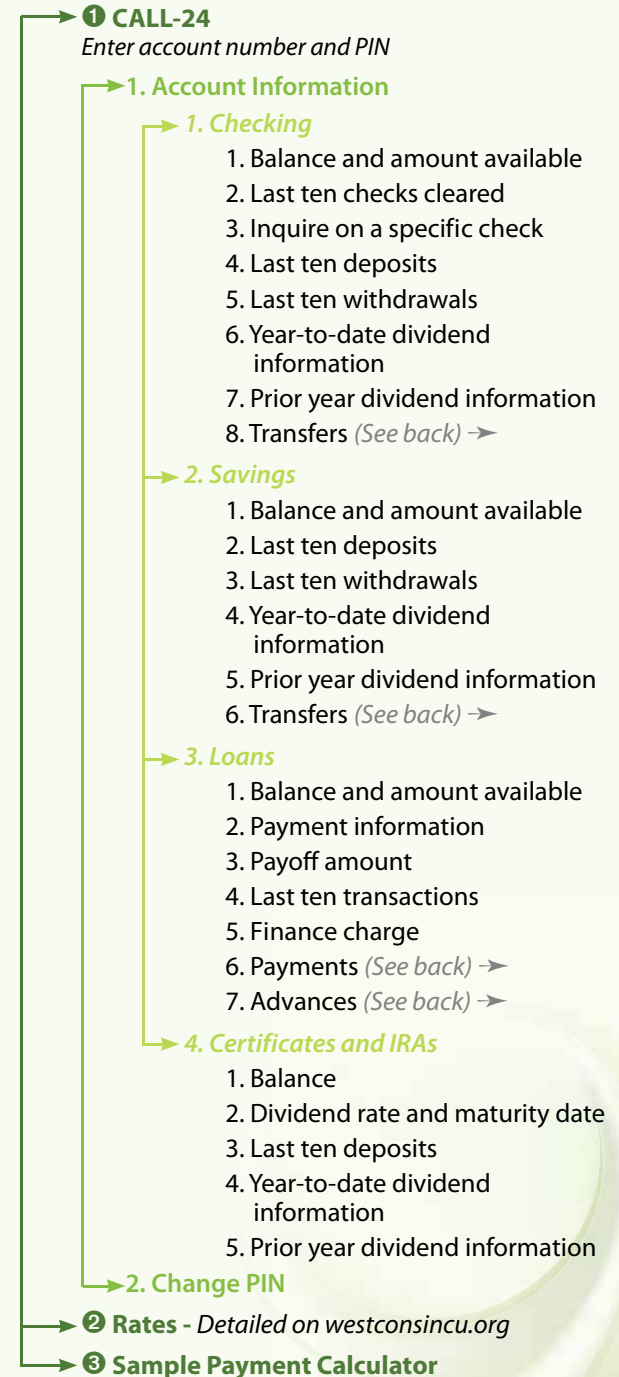 ❶ CALL-24
Enter account number and PIN
1. Account Information
1. Checking
1. Balance and amount available
2. Last ten checks cleared
3. Inquire on a specific check
4. Last ten deposits
5. Last ten withdrawals
6. Year-to-date dividend
information
7. Prior year dividend information
8. Transfers (See back)
2. Savings
1. Balance and amount available
2. Last ten deposits
3. Last ten withdrawals
4. Year-to-date dividend
information
5. Prior year dividend information
6. Transfers (See back)
3. Loans
1. Balance and amount available
2. Payment information
3. Payoff amount
4. Last ten transactions
5. Finance charge
6. Payments (See back)
7. Advances (See back)
4. Certificates and IRAs
1. Balance
2. Dividend rate and maturity date
3. Last ten deposits
4. Year-to-date dividend
information
5. Prior year dividend information
2. Change PIN
❷ Rates - Detailed on westconsincu.org
❸ Sample Payment Calculator